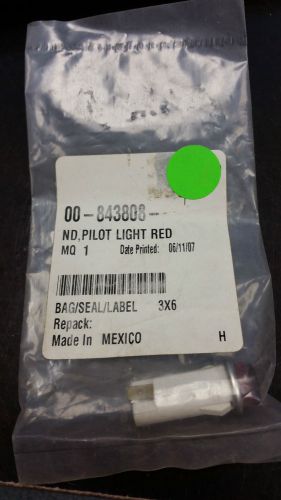 00-843808-
ND,PILOT LIGHT RED
MQ 1 Date Printed: 06/11/07
BAG/SEAL/LABEL 3X6
Repack:
Made In MEXICO H